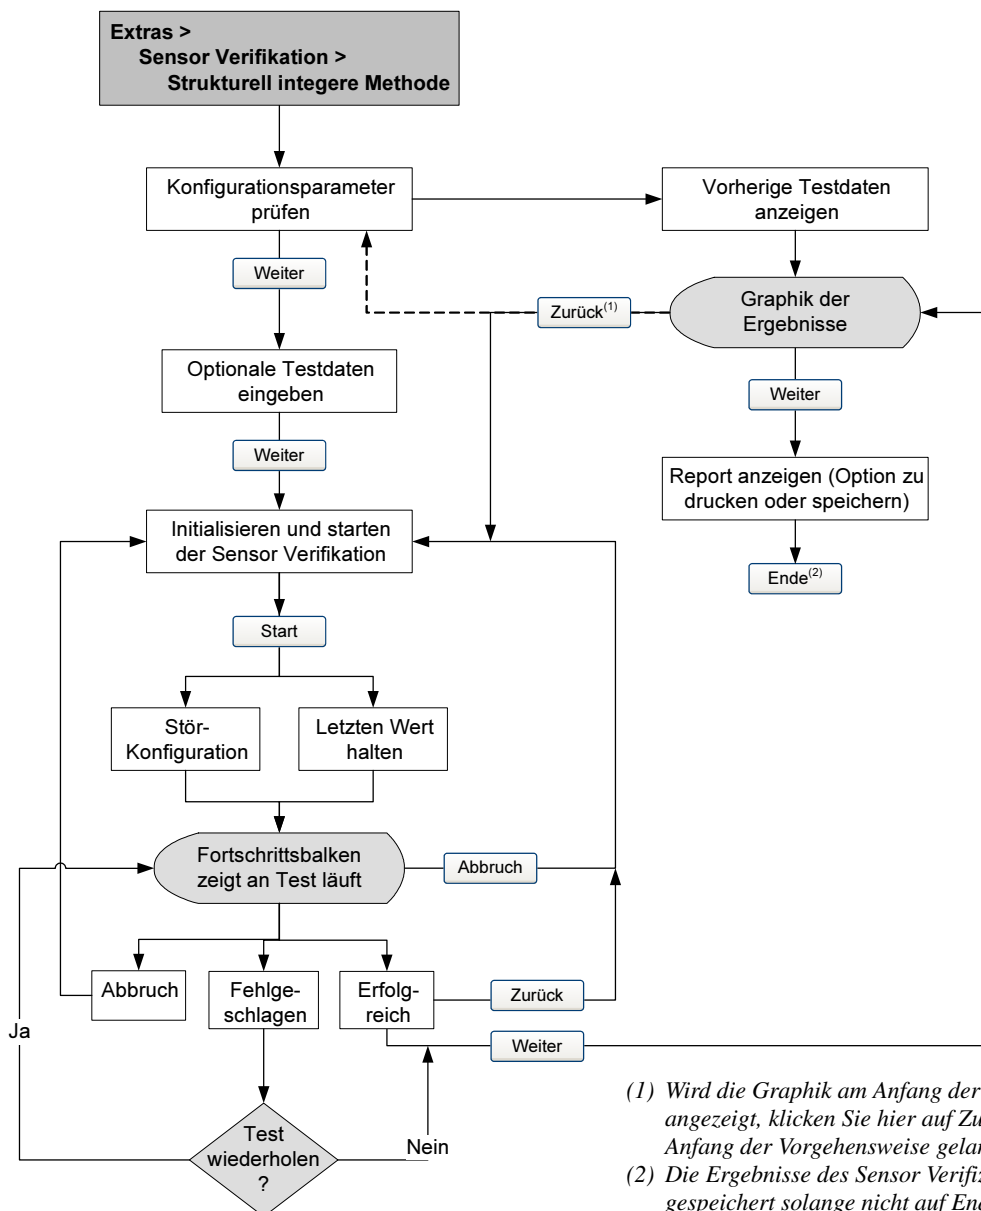 Extras >
Sensor Verifikation >
Strukturell integere Methode
Konfigurationsparameter
prüfen
Vorherige Testdaten
anzeigen
Weiter
Zurück(1)
Graphik der
Ergebnisse
Optionale Testdaten
eingeben
Weiter
Weiter
Report anzeigen (Option zu
drucken oder speichern)
Initialisieren und starten
der Sensor Verifikation
Ende(2)
Start
Stör-
Konfiguration
Letzten Wert
halten
Fortschrittsbalken
zeigt an Test läuft
Abbruch
Abbruch
Fehlge-
schlagen
Erfolg-
reich
Zurück
Ja
Weiter
Test
wiederholen
?
Nein
(1) Wird die Graphik am Anfang der
angezeigt, klicken Sie hier auf
Anfang der Vorgehensweise
(2) Die Ergebnisse des Sensor
gespeichert solange nicht auf